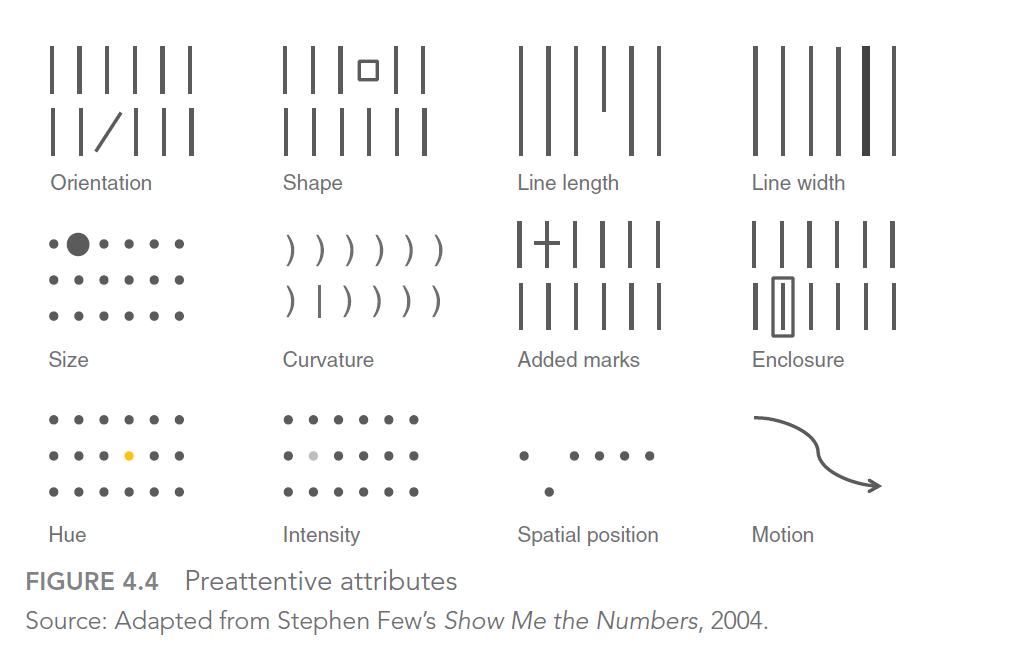 Orientation
Shape
Line length
Line width
Size
Curvature
Added marks
Enclosure
Hue
Intensity
Spatial position
Motion
FIGURE 4.4 Preattentive attributes
Source: Adapted from Stephen Few’s Show Me the Numbers, 2004.